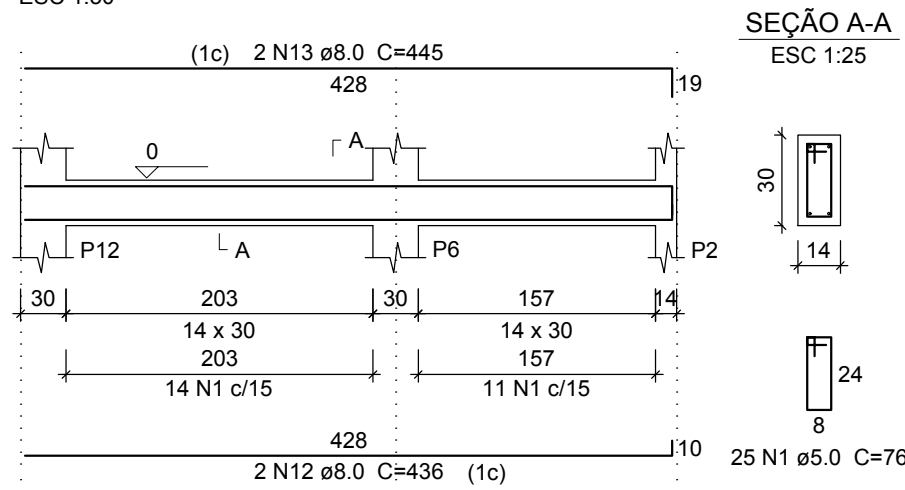 SEÇÃO A-A
ESC 1:25
(1c) 2 N13 ø8.0 C=445
428
19
A
0
30
A
P12
P6
P2
14
30
203
30
157
14
14 x 30
14 x 30
203
157
14 N1 c/15
11 N1 c/15
24
8
428
10
2 N12 ø8.0 C=436 (1c)
25 N1 ø5.0 C=76